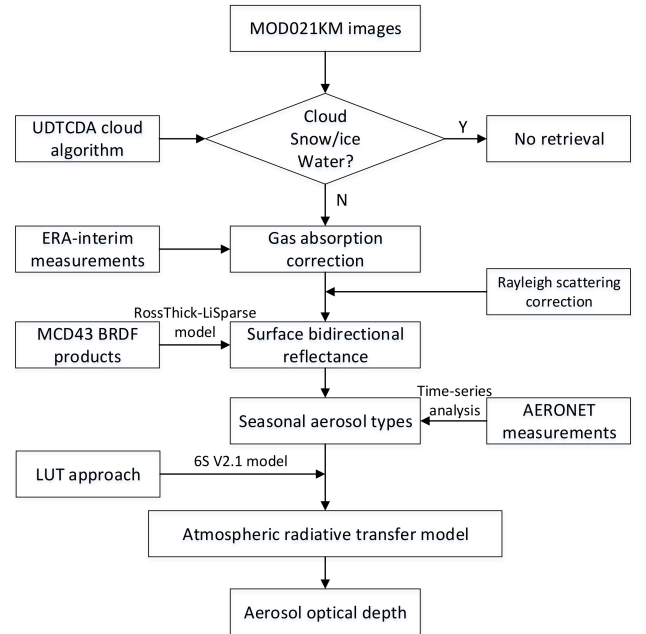 MOD021KM images
Cloud
Snow/ice
Water?
UDTCDA cloud
algorithm
Y
No retrieval
N
ERA-interim
measurements
Gas absorption
correction
Rayleigh scattering
correction
RossThick-LiSparse
model
MCD43 BRDF
products
Surface bidirectional
reflectance
Time-series
analysis
Seasonal aerosol types
AERONET
measurements
LUT approach
6S V2.1 model
Atmospheric radiative transfer model
Aerosol optical depth